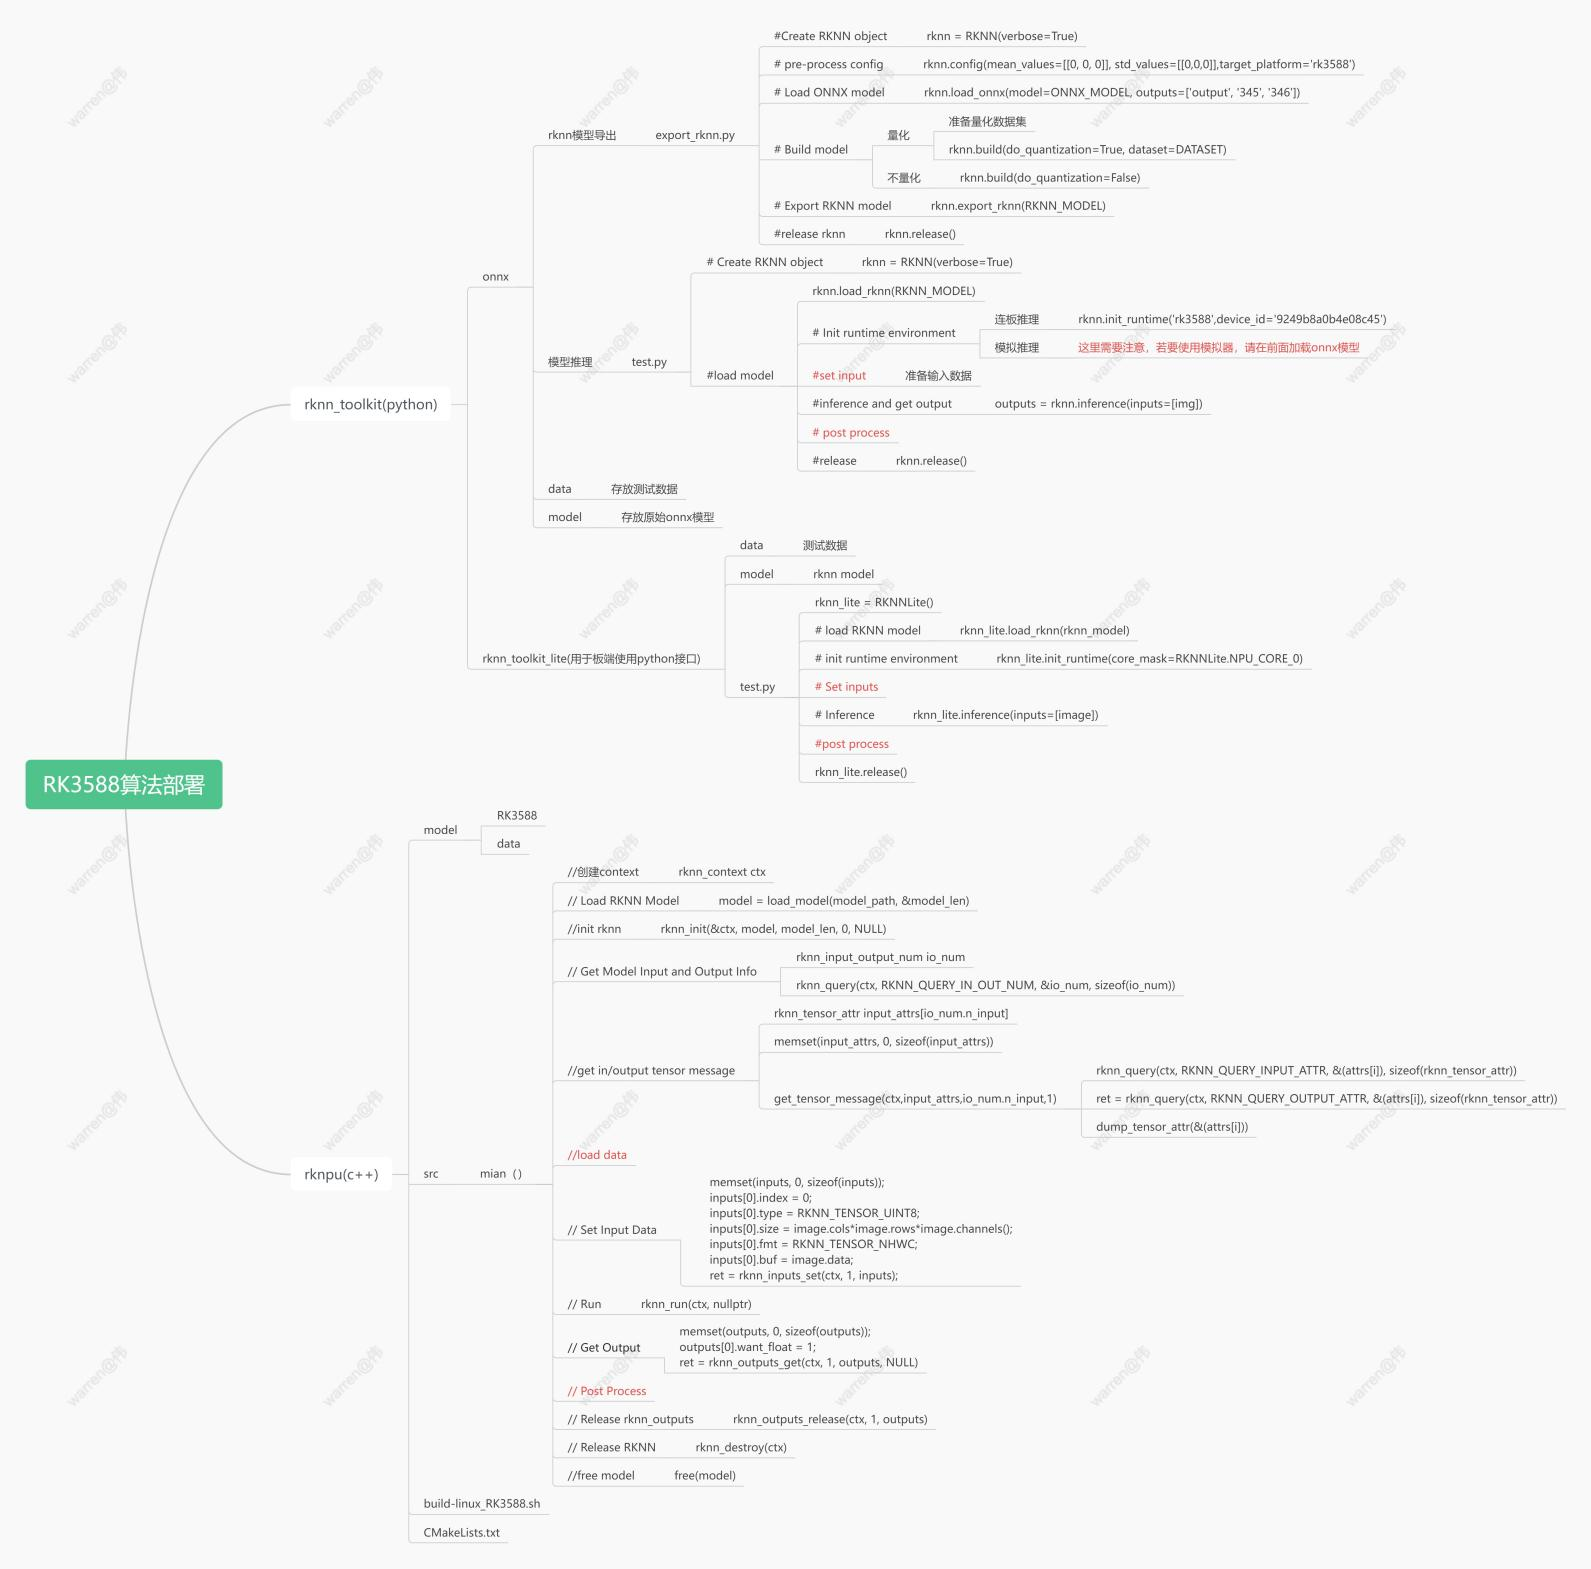 #Create RKNN object rknn = RKNN(verbose=True)
# pre-process config rknn.config(mean_values=[[0, 0, 0]], std_values=[[0,0,0]],target_platform='rk3588')
# Load ONNX model rknn.load_onnx(model=ONNX_MODEL, outputs=['output', '345', '346'])
准备量化数据集
rknn模型导出 export_rknn.py 量化
# Build model rknn.build(do_quantization=True, dataset=DATASET)
不量化 rknn.build(do_quantization=False)
# Export RKNN model rknn.export_rknn(RKNN_MODEL)
#release rknn rknn.release()
# Create RKNN object rknn = RKNN(verbose=True)
onnx
rknn.load_rknn(RKNN_MODEL)
连板推理 rknn.init_runtime('rk3588',device_id='9249b8a0b4e08c45')
# Init runtime environment
模拟推理 这里需要注意，若要使用模拟器，请在前面加载onnx模型
模型推理 test.py
#load model #set input 准备输入数据
rknn_toolkit(python)
#inference and get output outputs = rknn.inference(inputs=[img])
# post process
#release rknn.release()
data 存放测试数据
model 存放原始onnx模型
data 测试数据
model rknn model
rknn_lite = RKNNLite()
# load RKNN model rknn_lite.load_rknn(rknn_model)
rknn_toolkit_lite(用于板端使用python接口) # init runtime environment rknn_lite.init_runtime(core_mask=RKNNLite.NPU_CORE_0)
test.py # Set inputs
# Inference rknn_lite.inference(inputs=[image])
#post process
rknn_lite.release()
RK3588算法部署
RK3588
model
data
//创建context rknn_context ctx
// Load RKNN Model model = load_model(model_path, &model_len)
//init rknn rknn_init(&ctx, model, model_len, 0, NULL)
rknn_input_output_num io_num
// Get Model Input and Output Info
rknn_query(ctx, RKNN_QUERY_IN_OUT_NUM, &io_num, sizeof(io_num))
rknn_tensor_attr input_attrs[io_num.n_input]
memset(input_attrs, 0, sizeof(input_attrs))
//get in/output tensor message rknn_query(ctx, RKNN_QUERY_INPUT_ATTR, &(attrs[i]), sizeof(rknn_tensor_attr))
get_tensor_message(ctx,input_attrs,io_num.n_input,1) ret = rknn_query(ctx, RKNN_QUERY_OUTPUT_ATTR, &(attrs[i]), sizeof(rknn_tensor_attr))
dump_tensor_attr(&(attrs[i]))
//load data
rknpu(c++) src mian（）
memset(inputs, 0, sizeof(inputs));
inputs[0].index = 0;
inputs[0].type = RKNN_TENSOR_UINT8;
// Set Input Data inputs[0].size = image.cols*image.rows*image.channels();
inputs[0].fmt = RKNN_TENSOR_NHWC;
inputs[0].buf = image.data;
ret = rknn_inputs_set(ctx, 1, inputs);
// Run rknn_run(ctx, nullptr)
memset(outputs, 0, sizeof(outputs));
// Get Output outputs[0].want_float = 1;
ret = rknn_outputs_get(ctx, 1, outputs, NULL)
// Post Process
// Release rknn_outputs rknn_outputs_release(ctx, 1, outputs)
// Release RKNN rknn_destroy(ctx)
//free model free(model)
build-linux_RK3588.sh
CMakeLists.txt
warren@伟